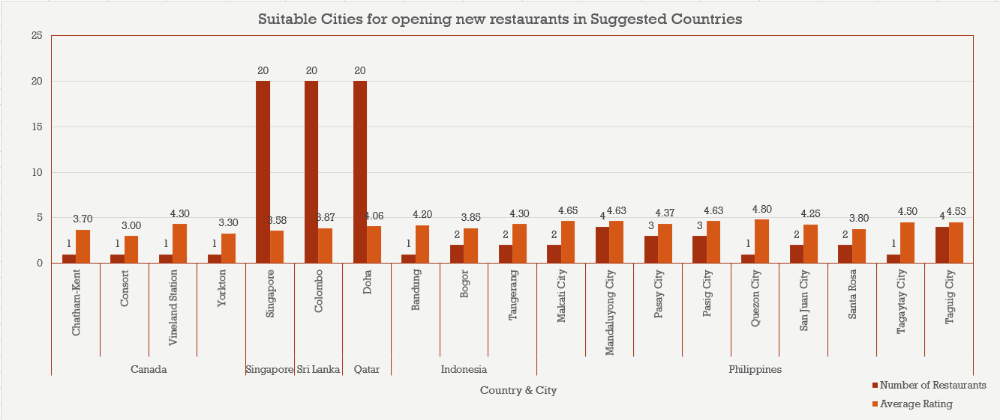 Suitable Cities for opening new restaurants in Suggested Countries
25
20
15
10
5
0
1 3.70
1 3.00
1 4.30
1 3.30
20 3.58
20 3.87
20 4.06
1 4.20
2 3.85
2 4.30
2 4.65
4 4.63
3 4.37
3 4.63
1 4.80
2 4.25
2 3.80
1 4.50
4 4.53
Chatham-Kent
Consort
Vineland Station
Yorkton
Singapore
Colombo
Doha
Bandung
Bogor
Tangerang
Makati City
Mandaluyong City
Pasay City
Pasig City
Quezon City
San Juan City
Santa Rosa
Tagaytay City
Taguig City
Canada
Singapore
Sri Lanka
Qatar
Indonesia
Philippines
Country & City
Number of Restaurants
Average Rating